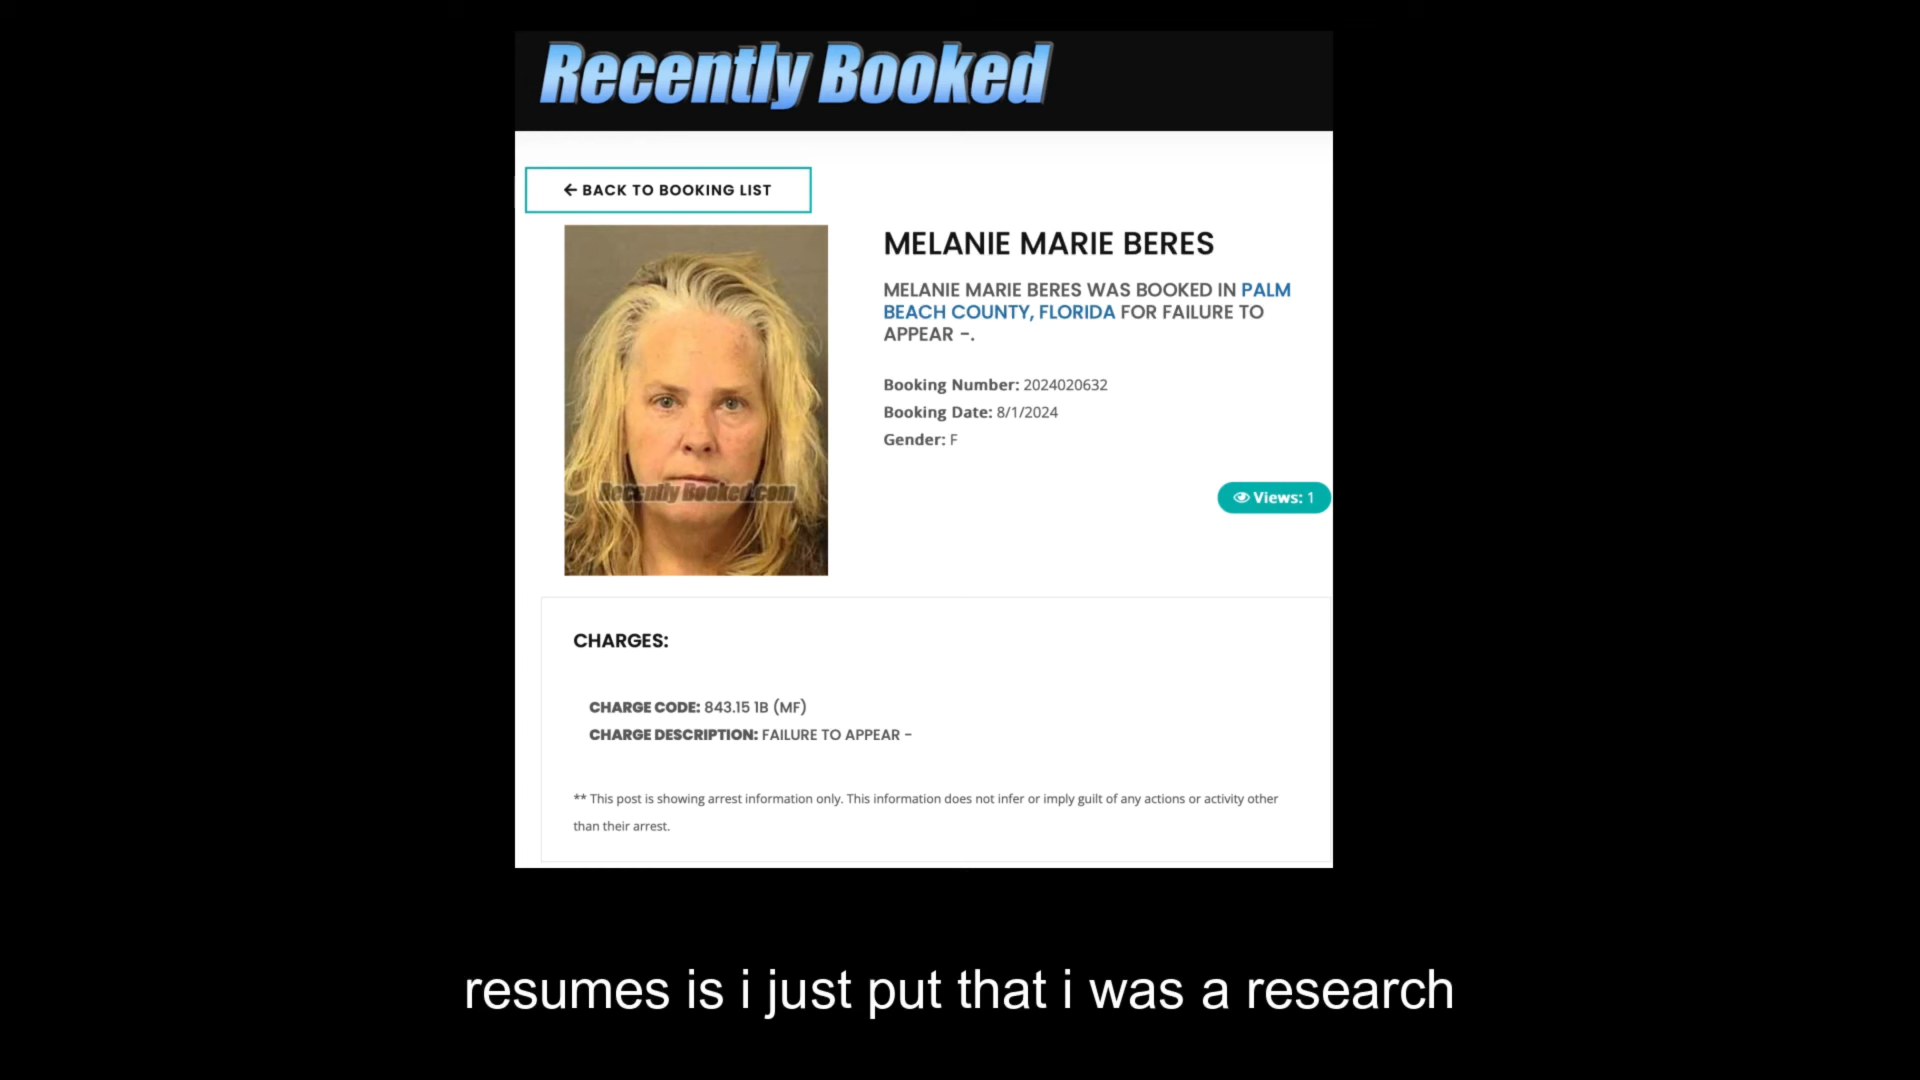 Recently Booked
← BACK TO BOOKING LIST
MELANIE MARIE BERES
MELANIE MARIE BERES WAS BOOKED IN PALM
BEACH COUNTY, FLORIDA FOR FAILURE TO
APPEAR -.
Booking Number: 2024020632
Booking Date: 8/1/2024
Gender: F
Recently Booked.com
Views: 1
CHARGES:
CHARGE CODE: 843.15 1B (MF)
CHARGE DESCRIPTION: FAILURE TO APPEAR -
** This post is showing arrest information only. This information does not infer or imply guilt of any actions or activity other
than their arrest.
resumes is i just put that i was a research